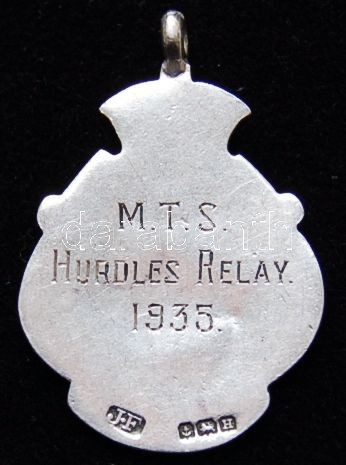 M.T.S.
HURDLES RELAY.
1935.
J.F
H